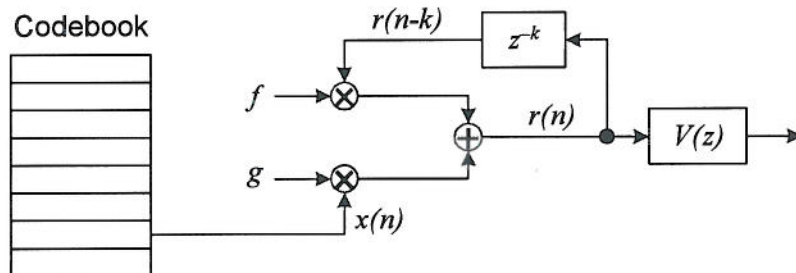 Codebook
r(n-k)
z⁻ᵏ
f
r(n)
V(z)
g
x(n)